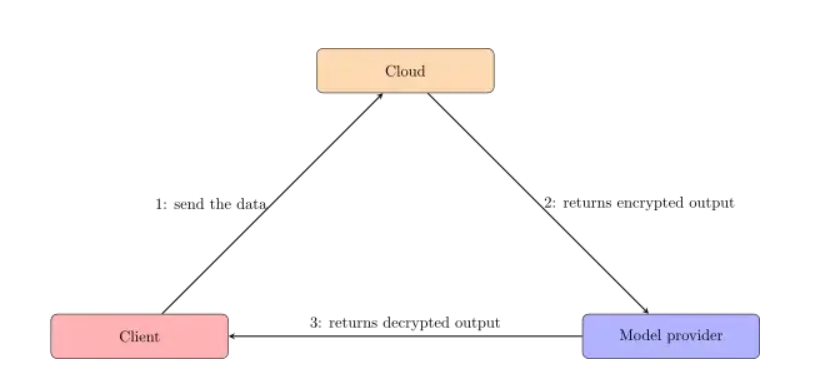 Cloud
1: send the data
2: returns encrypted output
3: returns decrypted output
Client
Model provider